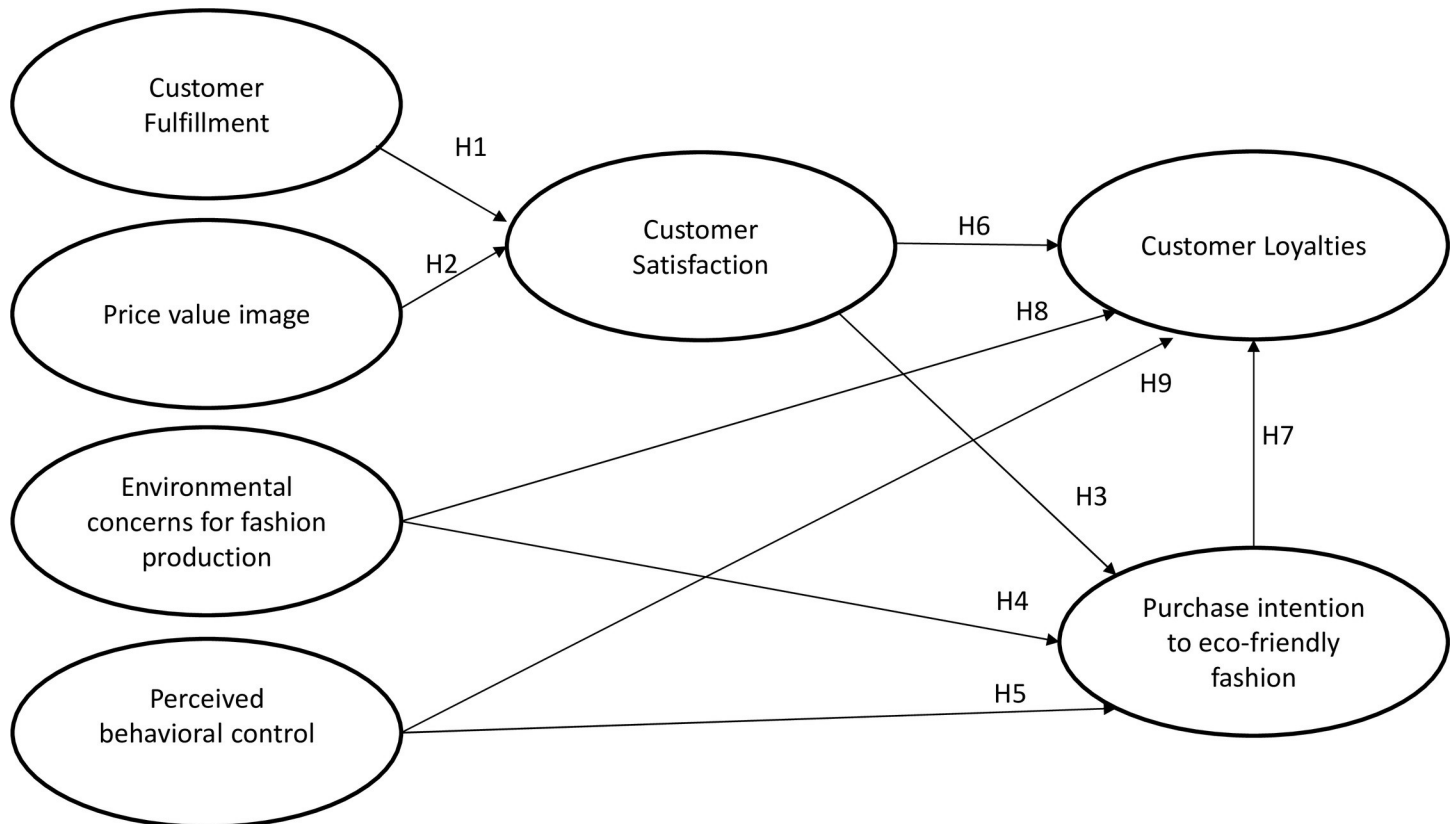 Customer
Fulfillment
H1
Price value image
H2
Customer
Satisfaction
H6
Customer Loyalties
H8
H9
H7
Environmental
concerns for fashion
production
H3
H4
Purchase intention
to eco-friendly
fashion
Perceived
behavioral control
H5